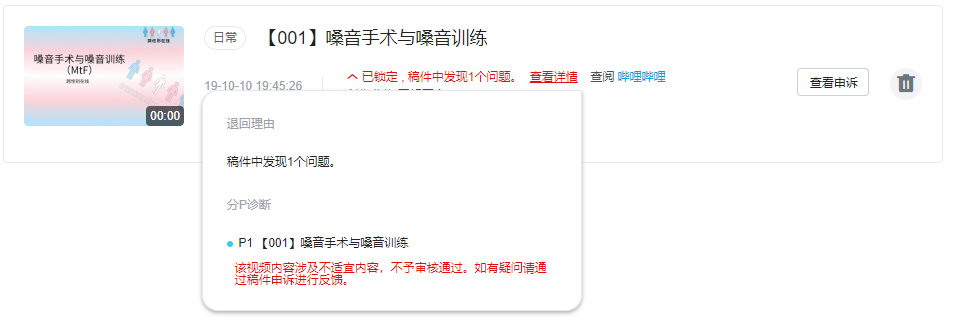 跨性别在线
嗓音手术与嗓音训练
（MtF）
跨性别在线
00:00
日常
【001】嗓音手术与嗓音训练
19-10-10 19:45:26
已锁定，稿件中发现1个问题。 查看详情 查阅 哔哩哔哩
查看申诉
退回理由
稿件中发现1个问题。
分P诊断
P1 【001】嗓音手术与嗓音训练
该视频内容涉及不适宜内容，不予审核通过。如有疑问请通
过稿件申诉进行反馈。